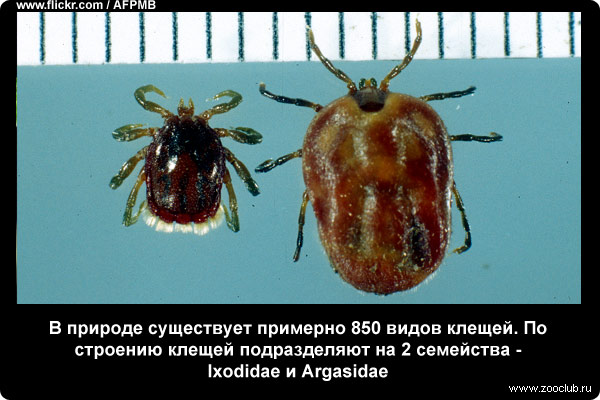 www.flickr.com / AFPMB
В природе существует примерно 850 видов клещей. По
строению клещей подразделяют на 2 семейства -
Ixodidae и Argasidae
www.zooclub.ru